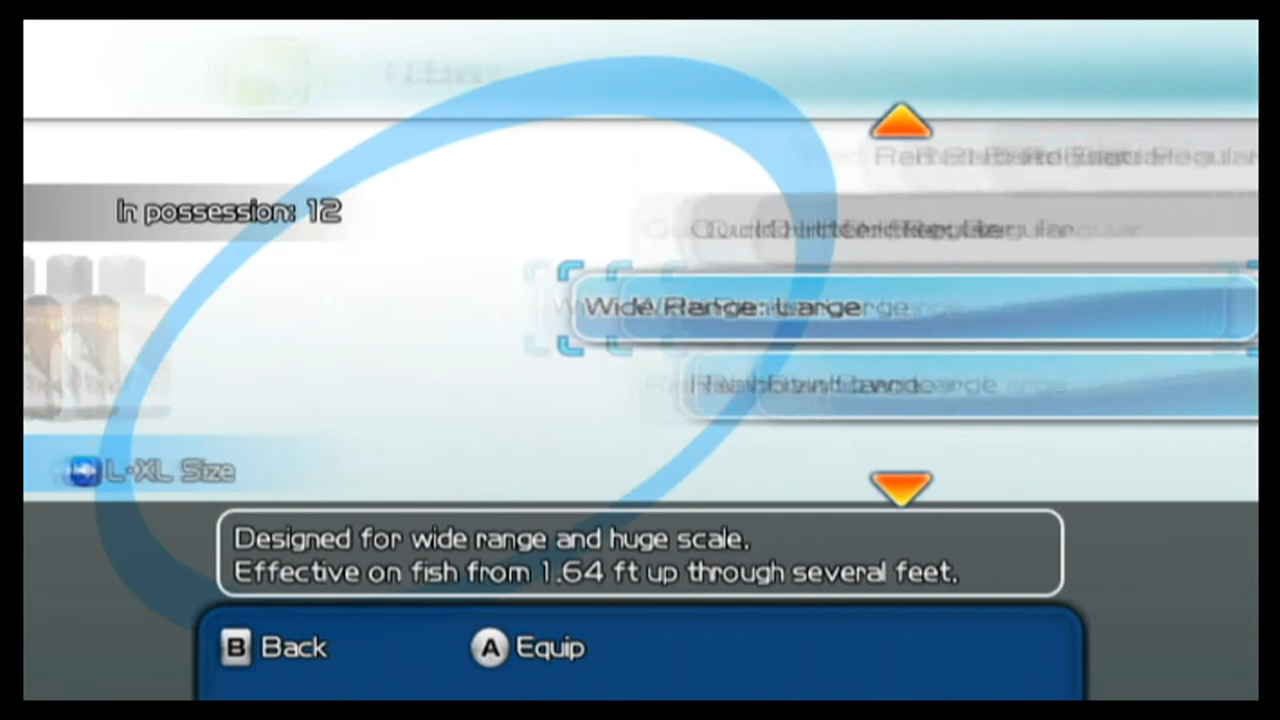 In possession: 12
Wide Range: Large
L-XL Size
Designed for wide range and huge scale.
Effective on fish from 1.64 ft up through several feet.
B Back
A Equip